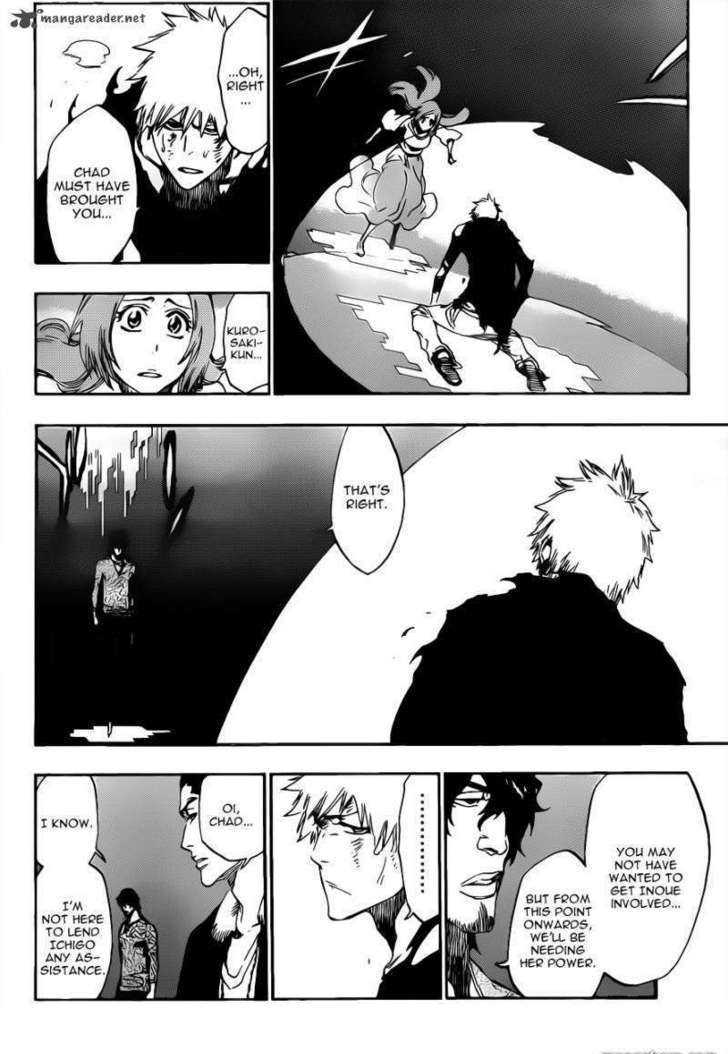 mangareader.net
...OH,
RIGHT
...
CHAD
MUST HAVE
BROUGHT
YOU...
KURO-
SAKI-
KUN...
THAT'S
RIGHT.
YOU MAY
NOT HAVE
WANTED TO
GET INOUE
INVOLVED...
BUT FROM
THIS POINT
ONWARDS,
WE'LL BE
NEEDING
HER POWER.
.........
OI,
CHAD...
I KNOW.
I'M
NOT HERE
TO LEND
ICHIGO
ANY AS-
SISTANCE.